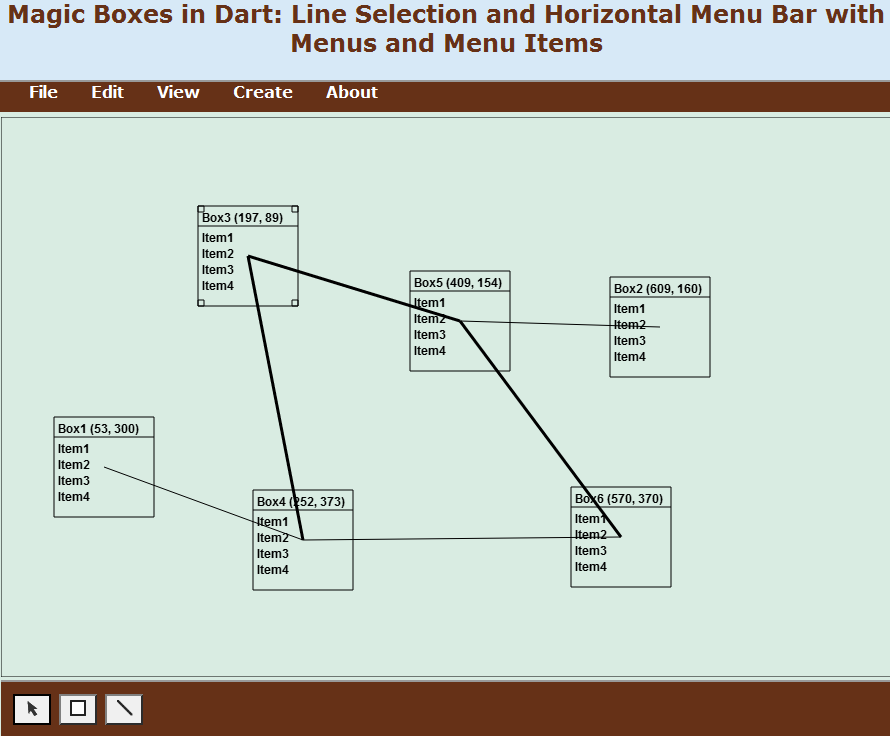 Magic Boxes in Dart: Line Selection and Horizontal Menu Bar with
Menus and Menu Items
File Edit View Create About
Box3 (197, 89)
Item1
Item2
Item3
Item4
Box5 (409, 154)
Item1
Item2
Item3
Item4
Box2 (609, 160)
Item1
Item2
Item3
Item4
Box1 (53, 300)
Item1
Item2
Item3
Item4
Box4 (252, 373)
Item1
Item2
Item3
Item4
Box6 (570, 370)
Item1
Item2
Item3
Item4